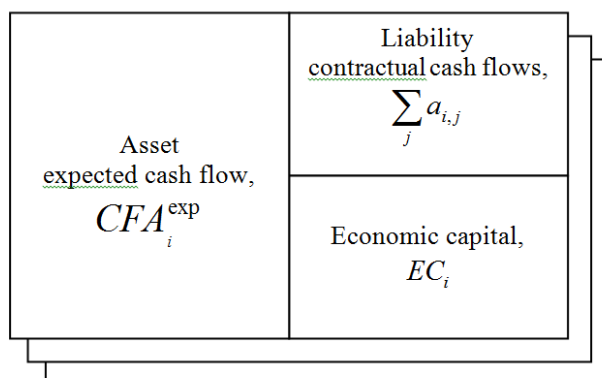 Asset
expected cash flow,
CFA_i^exp
Liability
contractual cash flows,
∑_j a_{i,j}
Economic capital,
EC_i